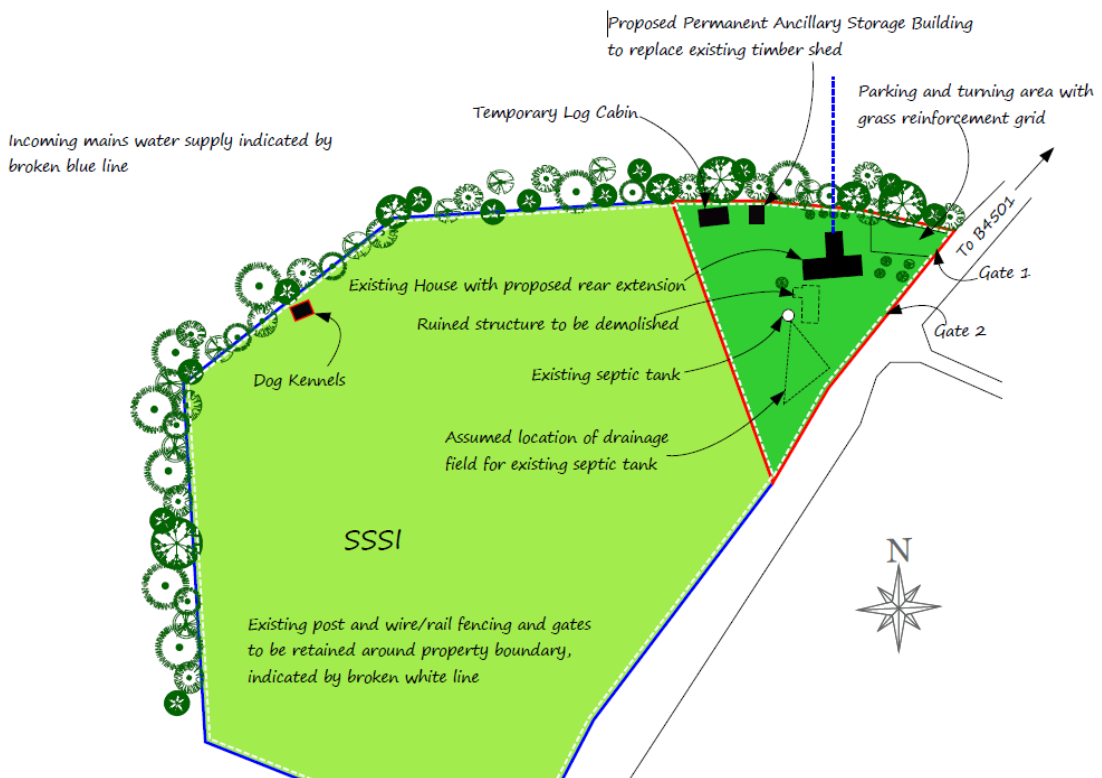 Proposed Permanent Ancillary Storage Building
to replace existing timber shed
Temporary Log Cabin
Parking and turning area with
grass reinforcement grid
Incoming mains water supply indicated by
broken blue line
To B4501
Gate 1
Existing House with proposed rear extension
Ruined structure to be demolished
Gate 2
Existing septic tank
Dog Kennels
Assumed location of drainage
field for existing septic tank
SSSI
N
Existing post and wire/rail fencing and gates
to be retained around property boundary,
indicated by broken white line